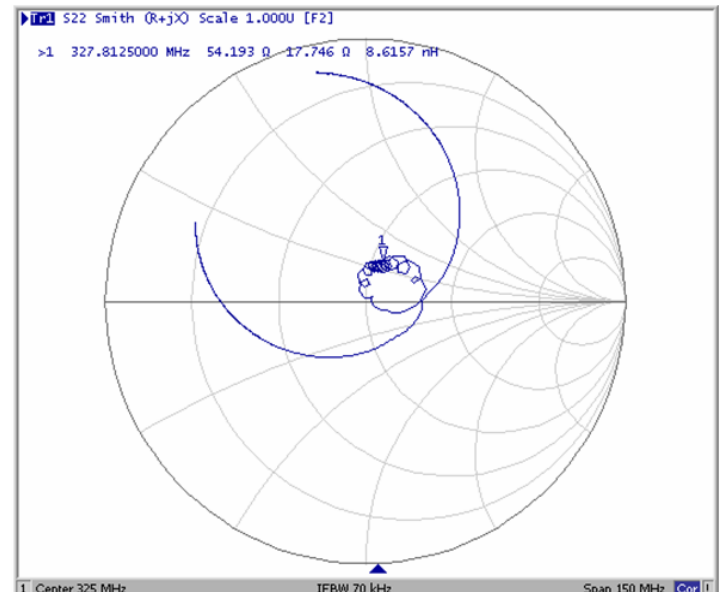 Tr1 S22 Smith (R+jX) Scale 1.000U [F2]
>1 327.8125000 MHz 54.193 Ω 17.746 Ω 8.6157 nH
1
1 Center 325 MHz IFBW 70 kHz Span 150 MHz Cor !